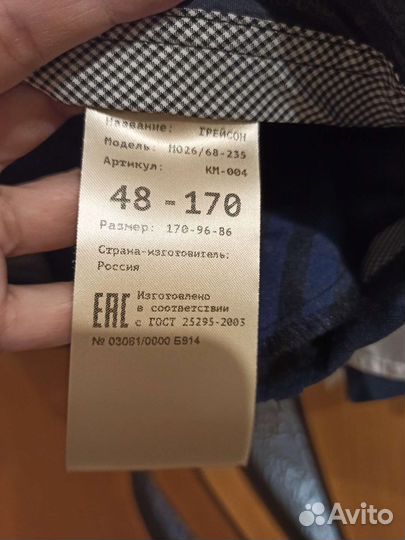 Название: ГРЕЙСОН
Модель: М026/68-235
Артикул: КМ-004
48-170
Размер: 170-96-86
Страна-изготовитель:
Россия
ЕАС
Изготовлено
в соответствии
с ГОСТ 25295-2003
№ 03061/0000 Б914
Avito